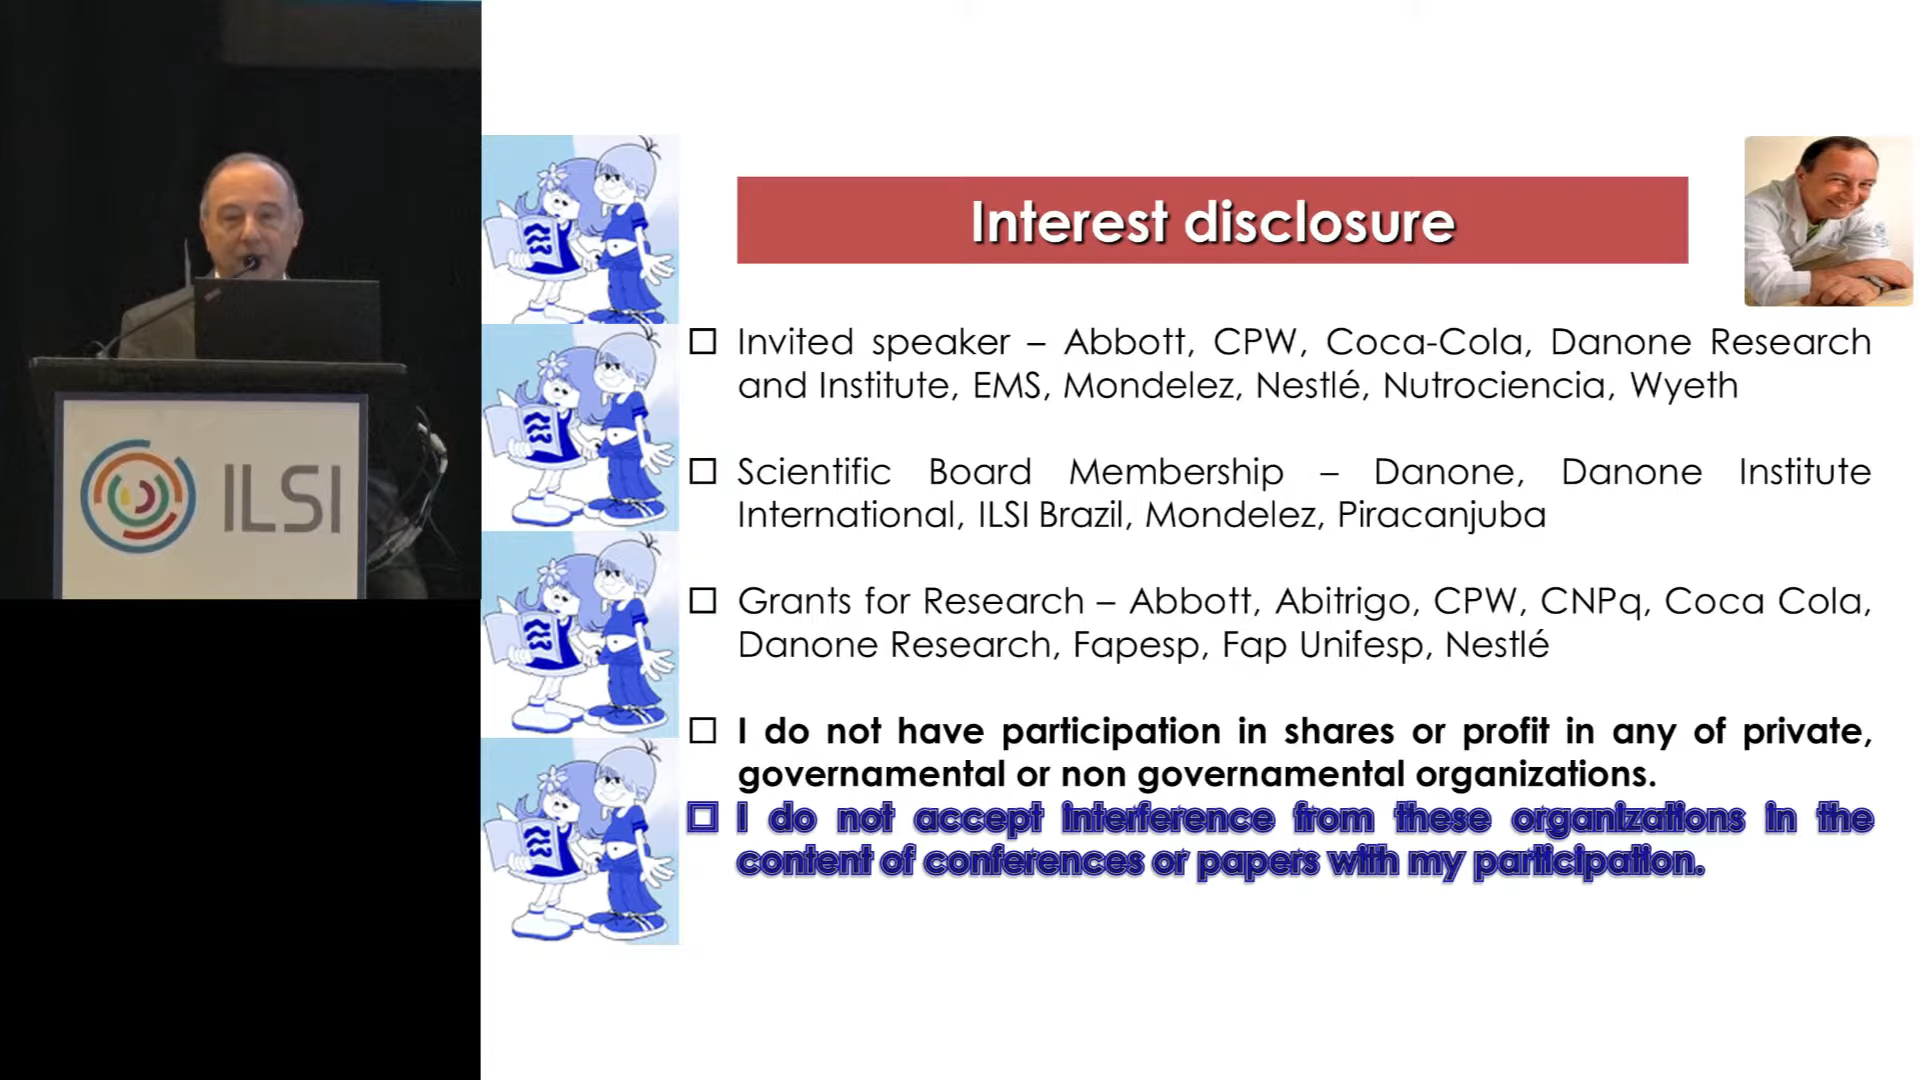 ILSI
Interest disclosure
Invited speaker – Abbott, CPW, Coca-Cola, Danone Research
and Institute, EMS, Mondelez, Nestlé, Nutrociencia, Wyeth
Scientific Board Membership – Danone, Danone Institute
International, ILSI Brazil, Mondelez, Piracanjuba
Grants for Research – Abbott, Abitrigo, CPW, CNPq, Coca Cola,
Danone Research, Fapesp, Fap Unifesp, Nestlé
I do not have participation in shares or profit in any of private,
governamental or non governamental organizations.
I do not accept interference from these organizations in the
content of conferences or papers with my participation.